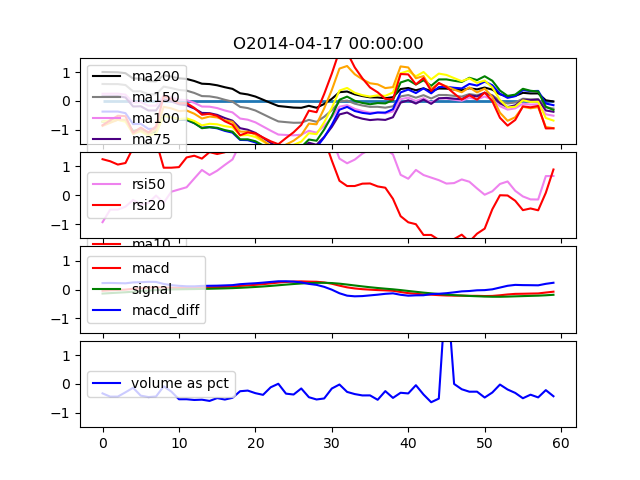 O2014-04-17 00:00:00
1
0
−1
ma200
ma150
ma100
ma75
1
0
−1
rsi50
rsi20
ma10
1
0
−1
macd
signal
macd_diff
1
0
−1
volume as pct
0 10 20 30 40 50 60